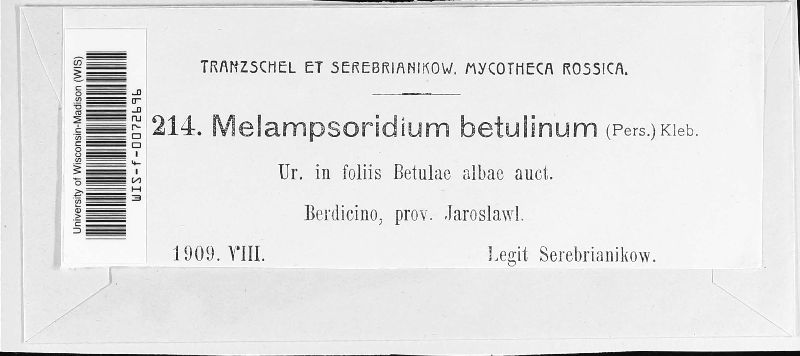 TRANZSCHEL ET SEREBRIANIKOW. MYCOTHECA ROSSICA.
214. Melampsoridium betulinum (Pers.) Kleb.
Ur. in foliis Betulae albae auct.
Berdicino, prov. Jaroslawl.
1909. VIII. Legit Serebrianikow.
University of Wisconsin-Madison (WIS)
WIS-f-0072696